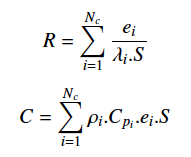 R = \sum_{i=1}^{N_c} \frac{e_i}{\lambda_i . S}
C = \sum_{i=1}^{N_c} \rho_i . C_{p_i} . e_i . S